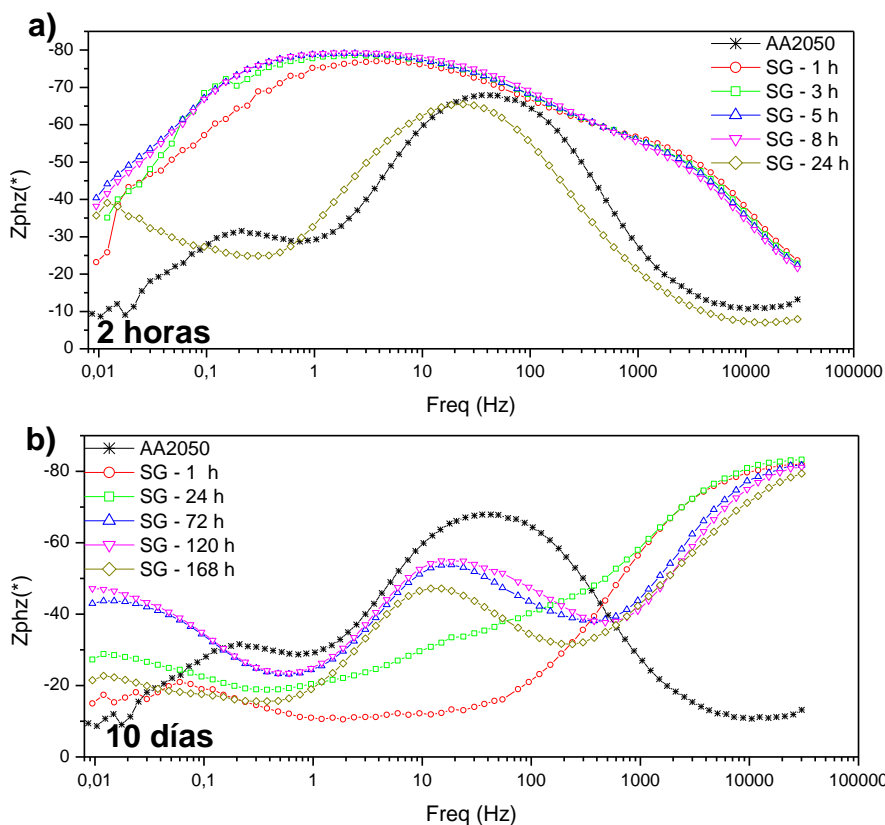 a)
-80
-70
-60
-50
-40
-30
-20
-10
0
Zphz(*)
AA2050
SG - 1 h
SG - 3 h
SG - 5 h
SG - 8 h
SG - 24 h
2 horas
0,01 0,1 1 10 100 1000 10000 100000
Freq (Hz)
b)
-80
-60
-40
-20
0
Zphz(*)
AA2050
SG - 1 h
SG - 24 h
SG - 72 h
SG - 120 h
SG - 168 h
10 días
0,01 0,1 1 10 100 1000 10000 100000
Freq (Hz)